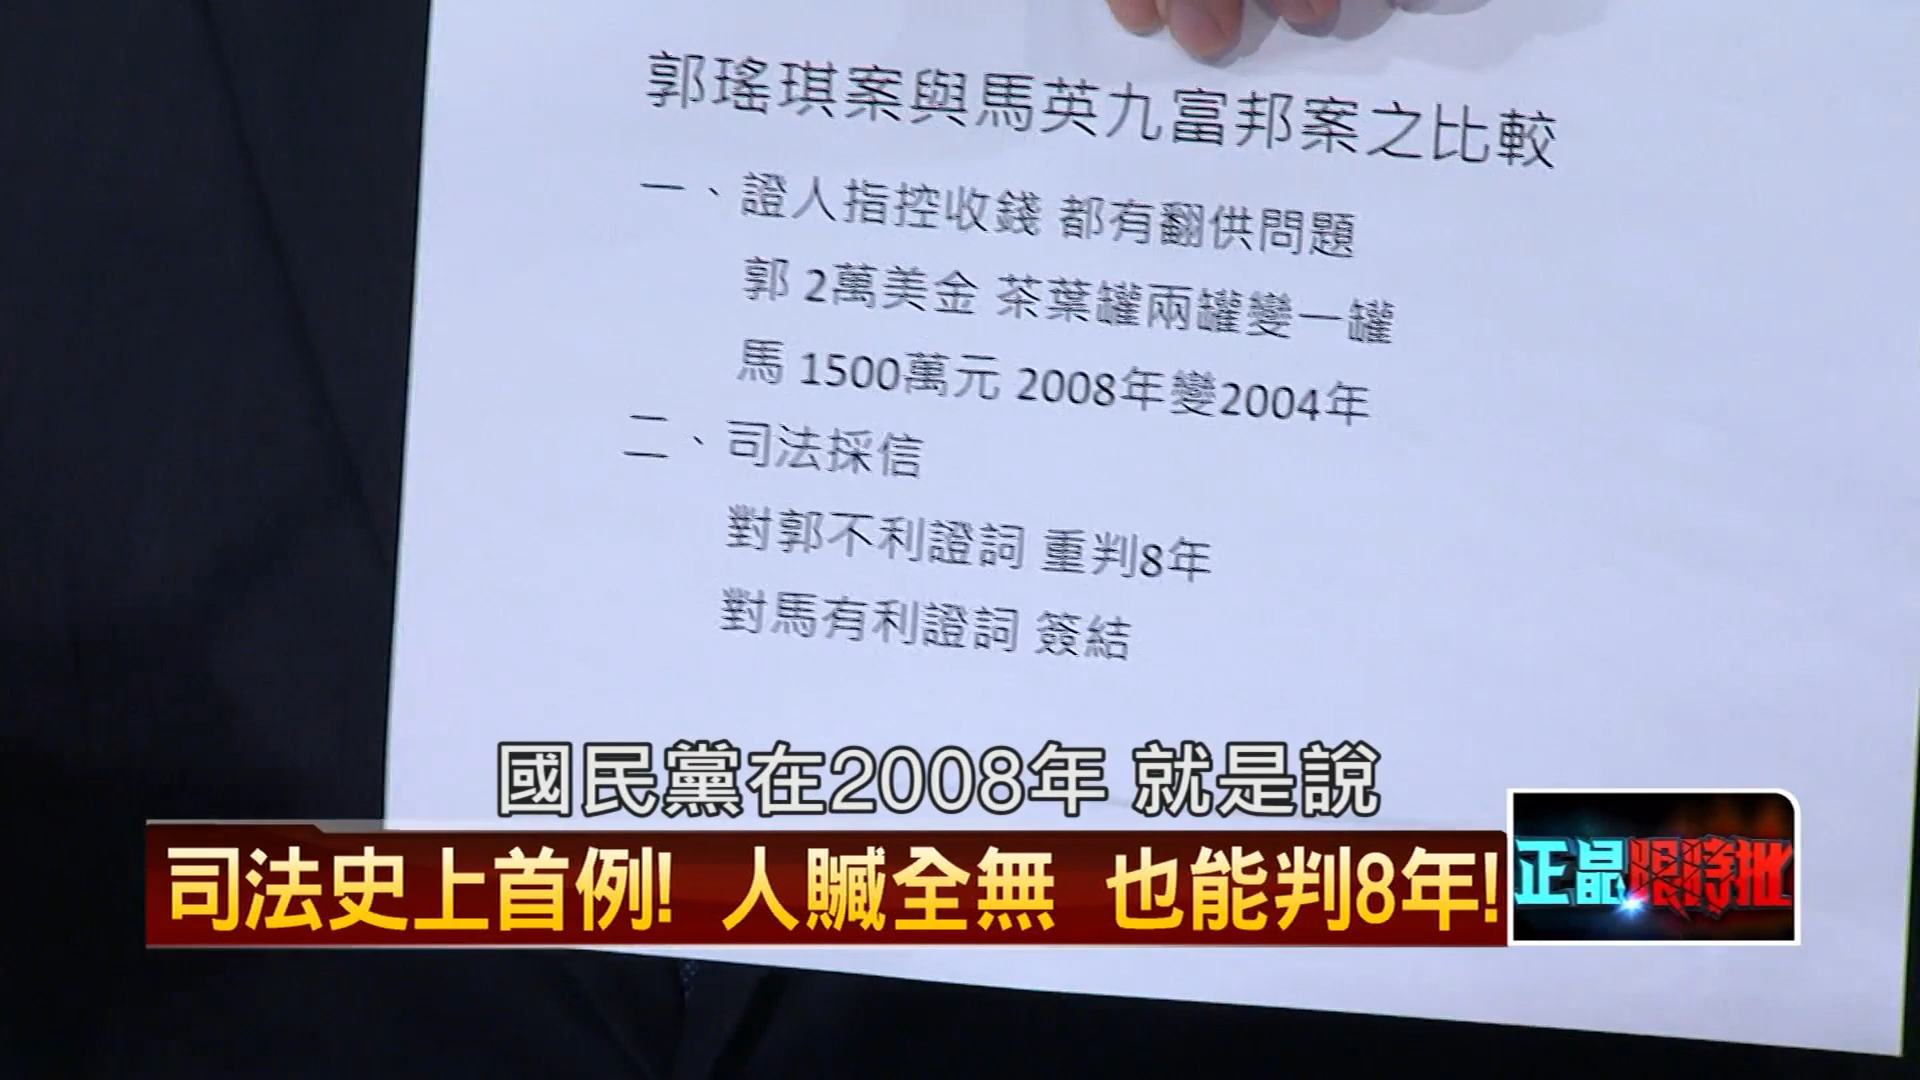 郭瑤琪案與馬英九富邦案之比較
一、證人指控收錢 都有翻供問題
郭 2萬美金 茶葉罐兩罐變一罐
馬 1500萬元 2008年變2004年
二、司法採信
對郭不利證詞 重判8年
對馬有利證詞 簽結
國民黨在2008年 就是說
司法史上首例! 人贓全無 也能判8年!
正晶限時批